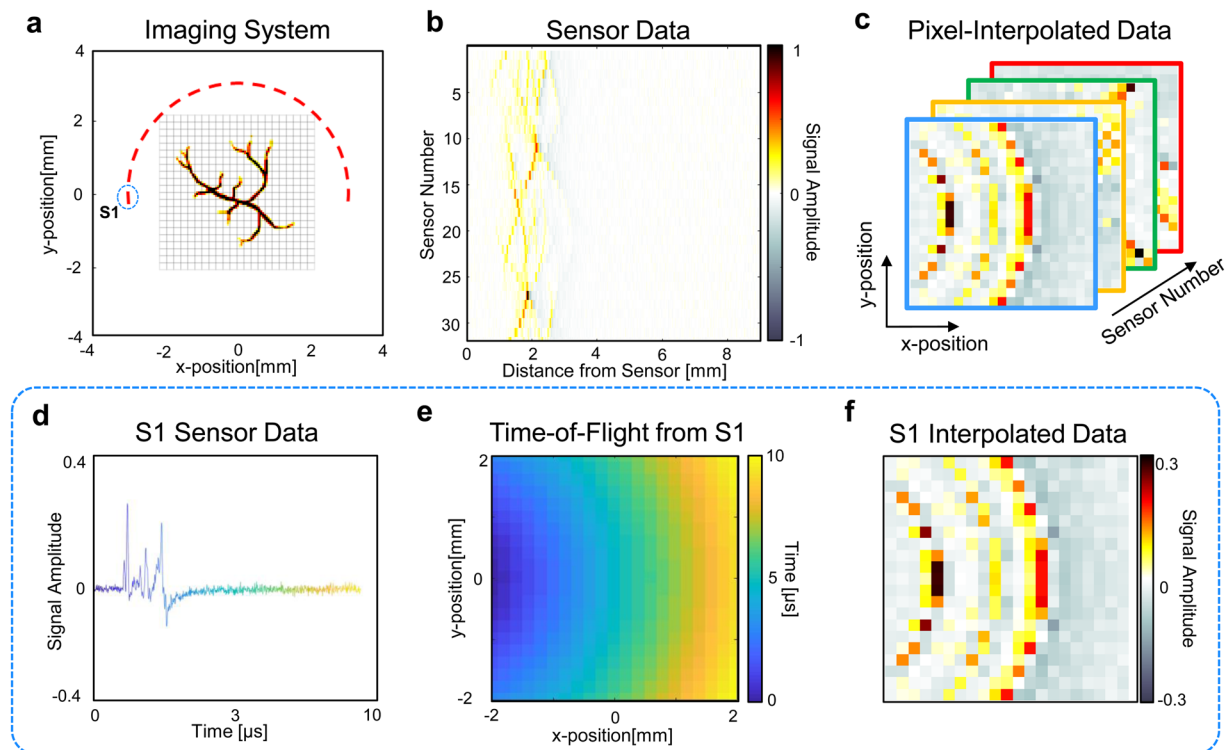 a
Imaging System
4
2
0
-2
-4
y-position[mm]
S1
-4
-2
0
2
4
x-position[mm]
b
Sensor Data
5
10
15
20
25
30
Sensor Number
0
2
4
6
8
Distance from Sensor [mm]
1
0
-1
Signal Amplitude
c
Pixel-Interpolated Data
y-position
x-position
Sensor Number
d
S1 Sensor Data
0.4
0
-0.4
Signal Amplitude
0
3
10
Time [µs]
e
Time-of-Flight from S1
2
0
-2
y-position[mm]
-2
0
2
x-position[mm]
10
5
0
Time [µs]
f
S1 Interpolated Data
0.3
0
-0.3
Signal Amplitude